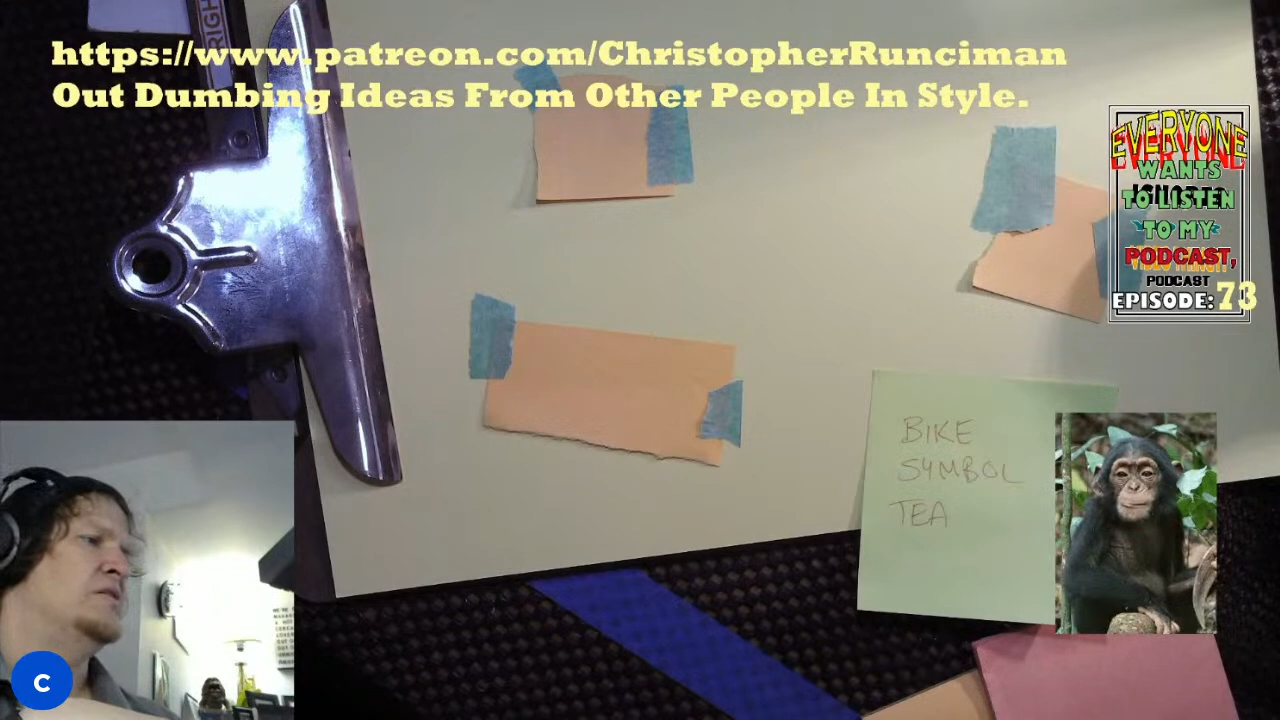 RIGH
https://www.patreon.com/ChristopherRunciman
Out Dumbing Ideas From Other People In Style.
EVERYONE
WANTS
TO LISTEN
TO MY
PODCAST,
PODCAST
EPISODE: 73
BIKE
SYMBOL
TEA
C